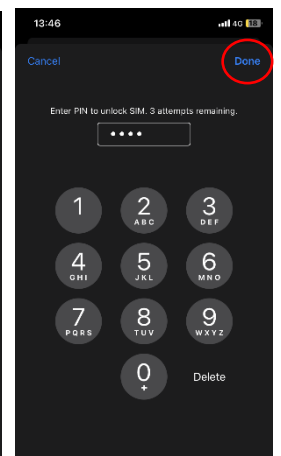 13:46 4G 18
Cancel Done
Enter PIN to unlock SIM. 3 attempts remaining.
••••
1 2 3
ABC DEF
4 5 6
GHI JKL MNO
7 8 9
PQRS TUV WXYZ
0 Delete
+